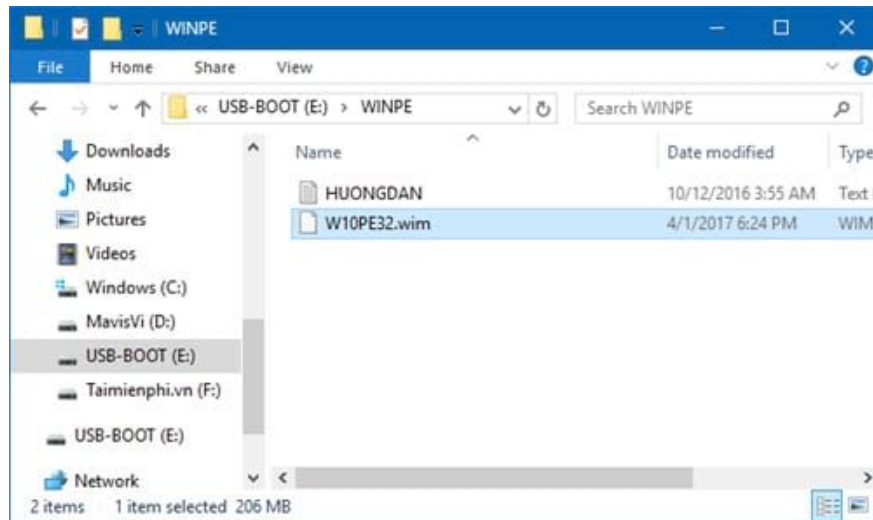 WINPE
File Home Share View
« USB-BOOT (E:) > WINPE Search WINPE
Name Date modified Type
Downloads
Music
Pictures
Videos
Windows (C:)
MavisVi (D:)
USB-BOOT (E:)
Taimienphi.vn (F:)
USB-BOOT (E:)
Network
HUONGDAN 10/12/2016 3:55 AM Text
W10PE32.wim 4/1/2017 6:24 PM WIM
2 items 1 item selected 206 MB